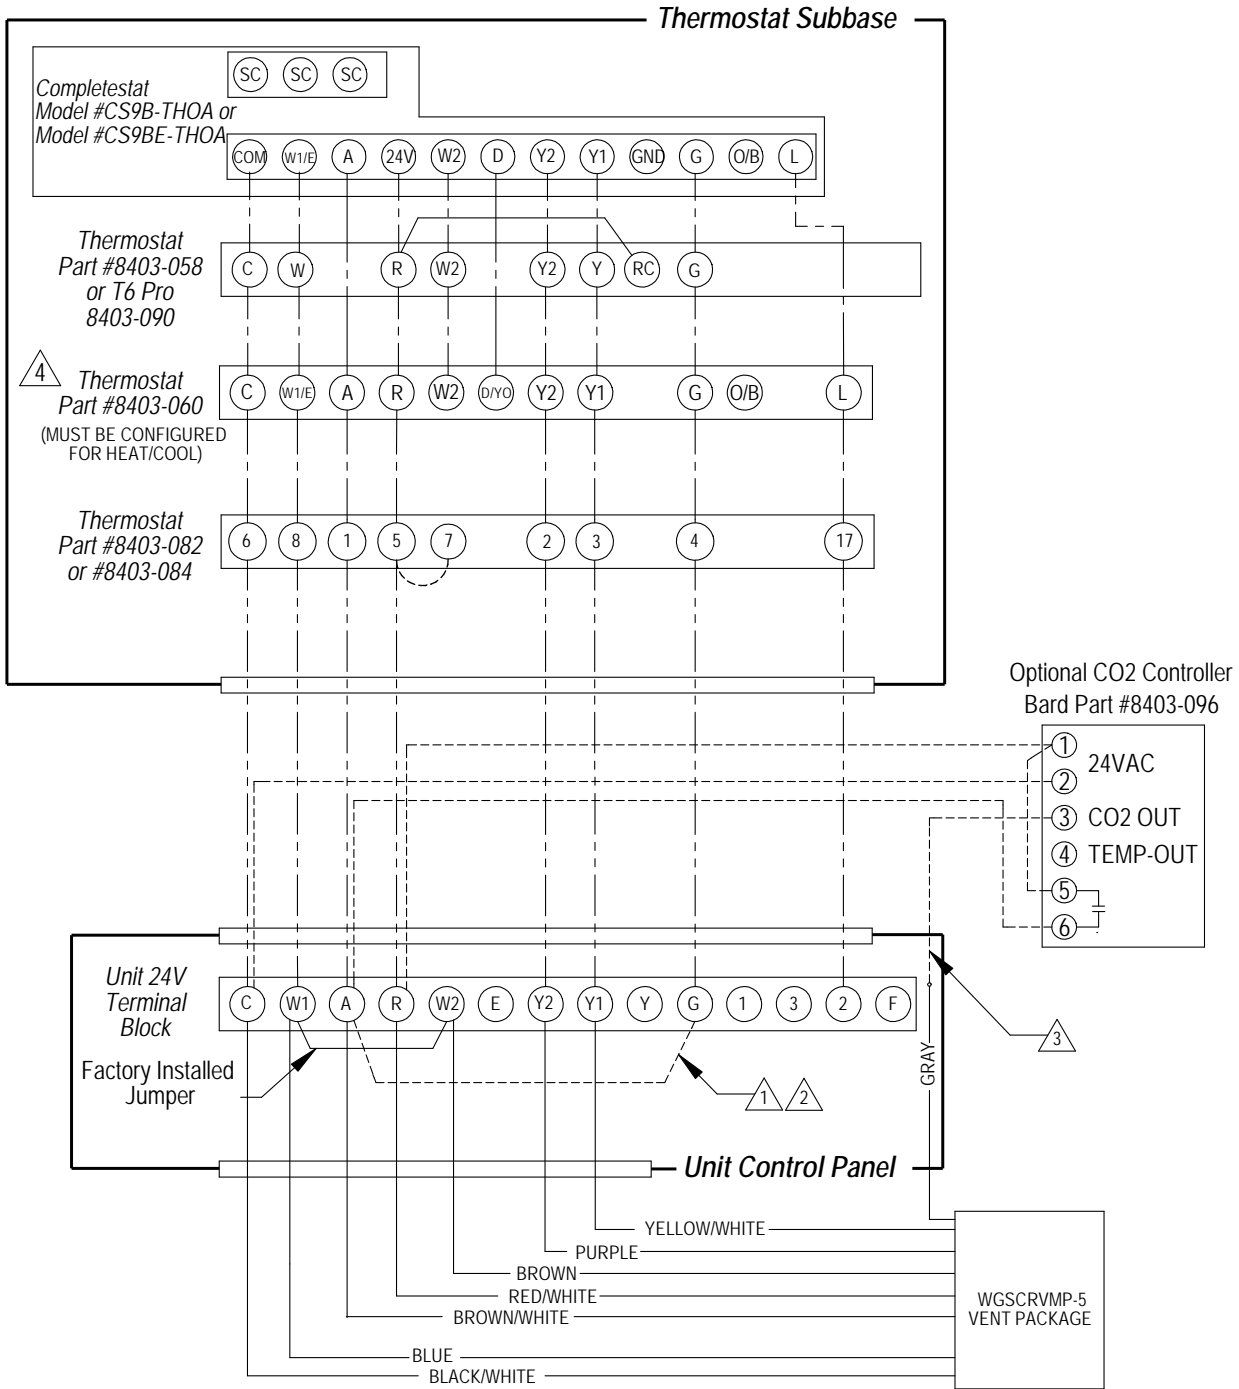 Thermostat Subbase
SC SC SC
Completestat
Model #CS9B-THOA or
Model #CS9BE-THOA
COM W1/E A 24V W2 D Y2 Y1 GND G O/B L
Thermostat
Part #8403-058
or T6 Pro
8403-090
C W R W2 Y2 Y RC G
4
Thermostat
Part #8403-060
(MUST BE CONFIGURED
FOR HEAT/COOL)
C W1/E A R W2 D/YO Y2 Y1 G O/B L
Thermostat
Part #8403-082
or #8403-084
6 8 1 5 7 2 3 4 17
Optional CO2 Controller
Bard Part #8403-096
1
24VAC
2
3 CO2 OUT
4 TEMP-OUT
5
6
Unit 24V
Terminal
Block
C W1 A R W2 E Y2 Y1 Y G 1 3 2 F
Factory Installed
Jumper
1 2
3
GRAY
Unit Control Panel
YELLOW/WHITE
PURPLE
BROWN
RED/WHITE
BROWN/WHITE
BLUE
BLACK/WHITE
WGSCRVMP-5
VENT PACKAGE